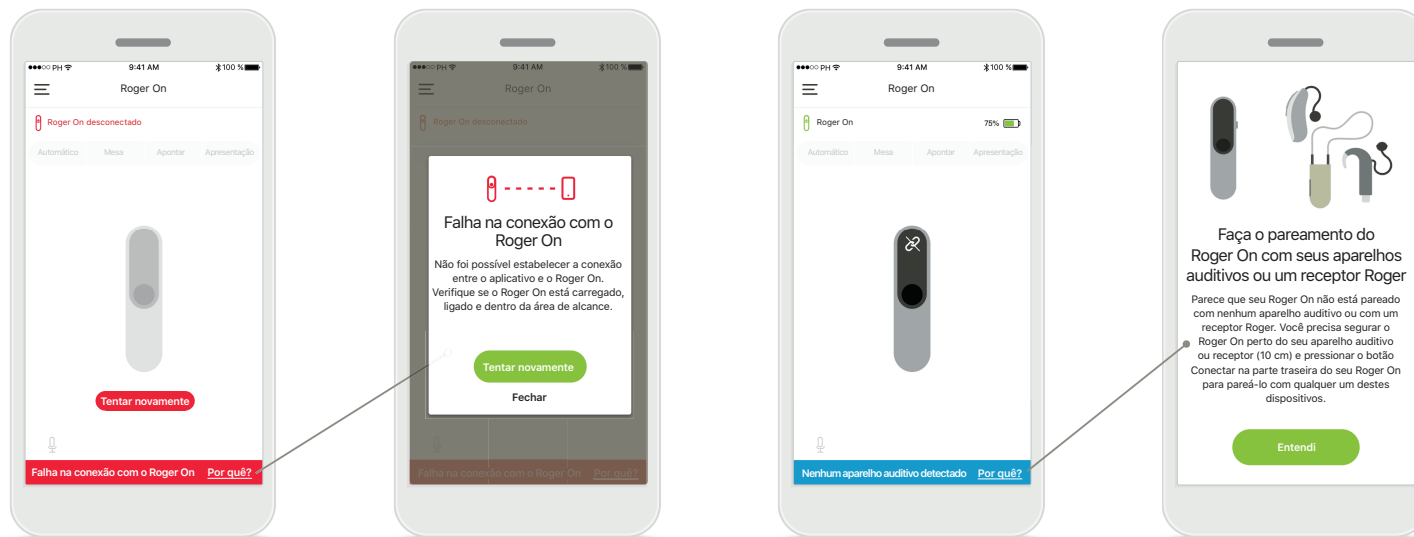 ●●●○○ PH 9:41 AM 100 %
Roger On
Roger On desconectado
Automático Mesa Apontar Apresentação
Tentar novamente
Falha na conexão com o Roger On Por quê?
●●●○○ PH 9:41 AM 100 %
Roger On
Roger On desconectado
Falha na conexão com o
Roger On
Não foi possível estabelecer a conexão
entre o aplicativo e o Roger On.
Verifique se o Roger On está carregado,
ligado e dentro da área de alcance.
Tentar novamente
Fechar
Falha na conexão com o Roger On Por quê?
●●●○○ PH 9:41 AM 100 %
Roger On
Roger On 75%
Automático Mesa Apontar Apresentação
Nenhum aparelho auditivo detectado Por quê?
Faça o pareamento do
Roger On com seus aparelhos
auditivos ou um receptor Roger
Parece que seu Roger On não está pareado
com nenhum aparelho auditivo ou com um
receptor Roger. Você precisa segurar o
Roger On perto do seu aparelho auditivo
ou receptor (10 cm) e pressionar o botão
Conectar na parte traseira do seu Roger On
para pareá-lo com qualquer um destes
dispositivos.
Entendi